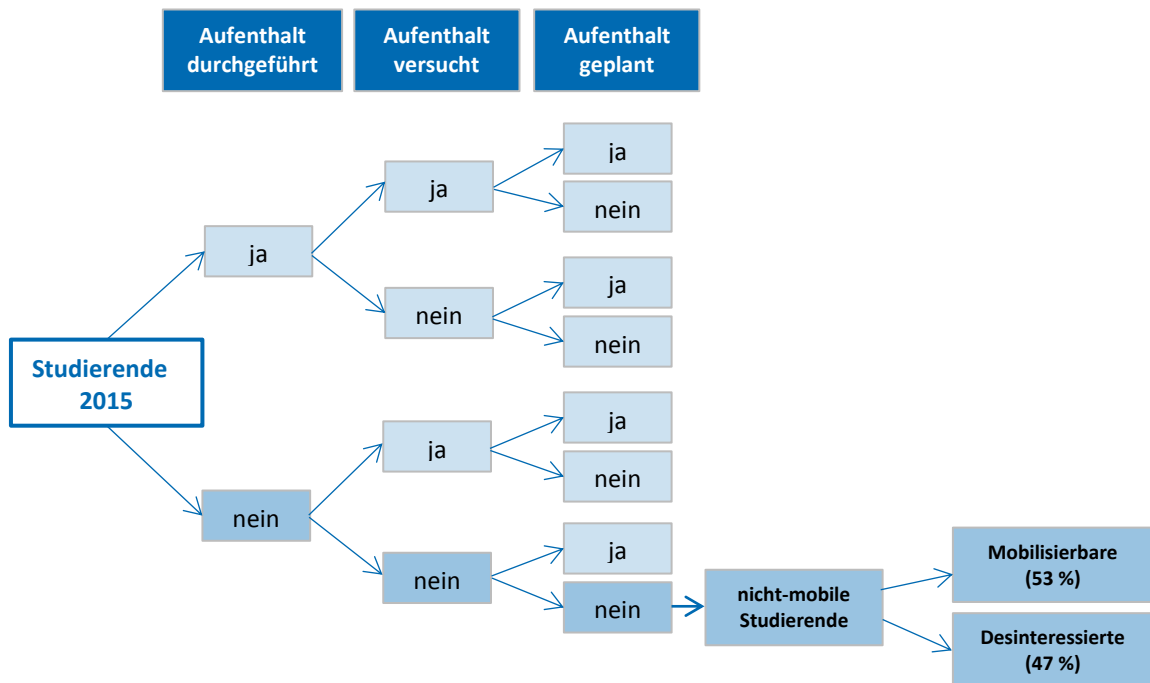 Aufenthalt
durchgeführt
Aufenthalt
versucht
Aufenthalt
geplant
ja
ja
nein
ja
ja
nein
nein
Studierende
2015
ja
ja
nein
nein
ja
nein
nein
nicht-mobile
Studierende
Mobilisierbare
(53 %)
Desinteressierte
(47 %)